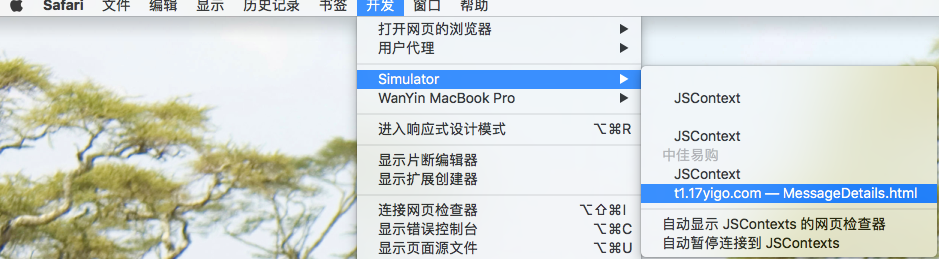 Safari 文件 编辑 显示 历史记录 书签 开发 窗口 帮助
打开网页的浏览器
用户代理
Simulator
WanYin MacBook Pro
进入响应式设计模式 ⌥⌘R
显示片断编辑器
显示扩展创建器
连接网页检查器 ⌥⇧⌘I
显示错误控制台 ⌥⌘C
显示页面源文件 ⌥⌘U
JSContext
JSContext
中佳易购
JSContext
t1.17yigo.com — MessageDetails.html
自动显示 JSContexts 的网页检查器
自动暂停连接到 JSContexts